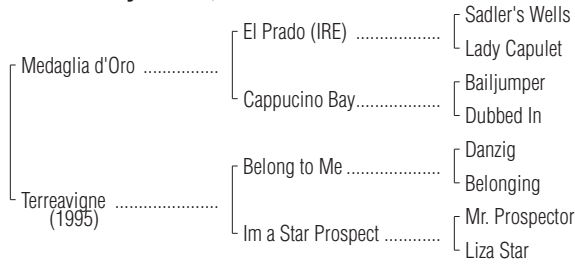 Sadler's Wells
El Prado (IRE) ..................
Lady Capulet
Medaglia d'Oro ................
Bailjumper
Cappucino Bay..................
Dubbed In
Danzig
Belong to Me ....................
Belonging
Terreavigne ......................
(1995)
Mr. Prospector
Im a Star Prospect ............
Liza Star